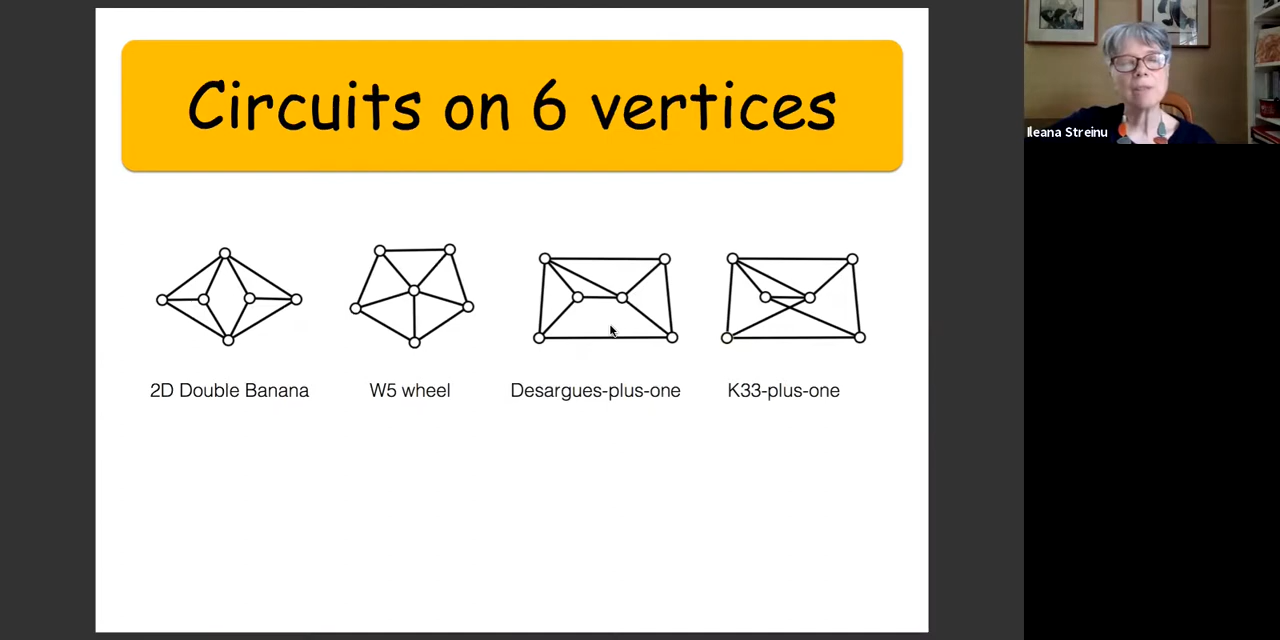 Circuits on 6 vertices
Ileana Streinu
2D Double Banana
W5 wheel
Desargues-plus-one
K33-plus-one